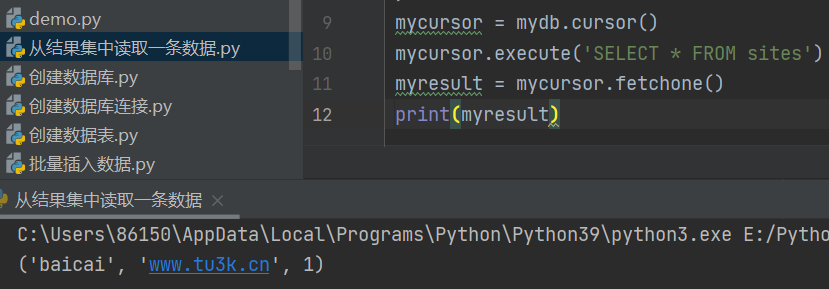 demo.py
从结果集中读取一条数据.py
创建数据库.py
创建数据库连接.py
创建数据表.py
批量插入数据.py
9 mycursor = mydb.cursor()
10 mycursor.execute('SELECT * FROM sites')
11 myresult = mycursor.fetchone()
12 print(myresult)
从结果集中读取一条数据 ×
C:\Users\86150\AppData\Local\Programs\Python\Python39\python3.exe E:/Pytho
('baicai', 'www.tu3k.cn', 1)